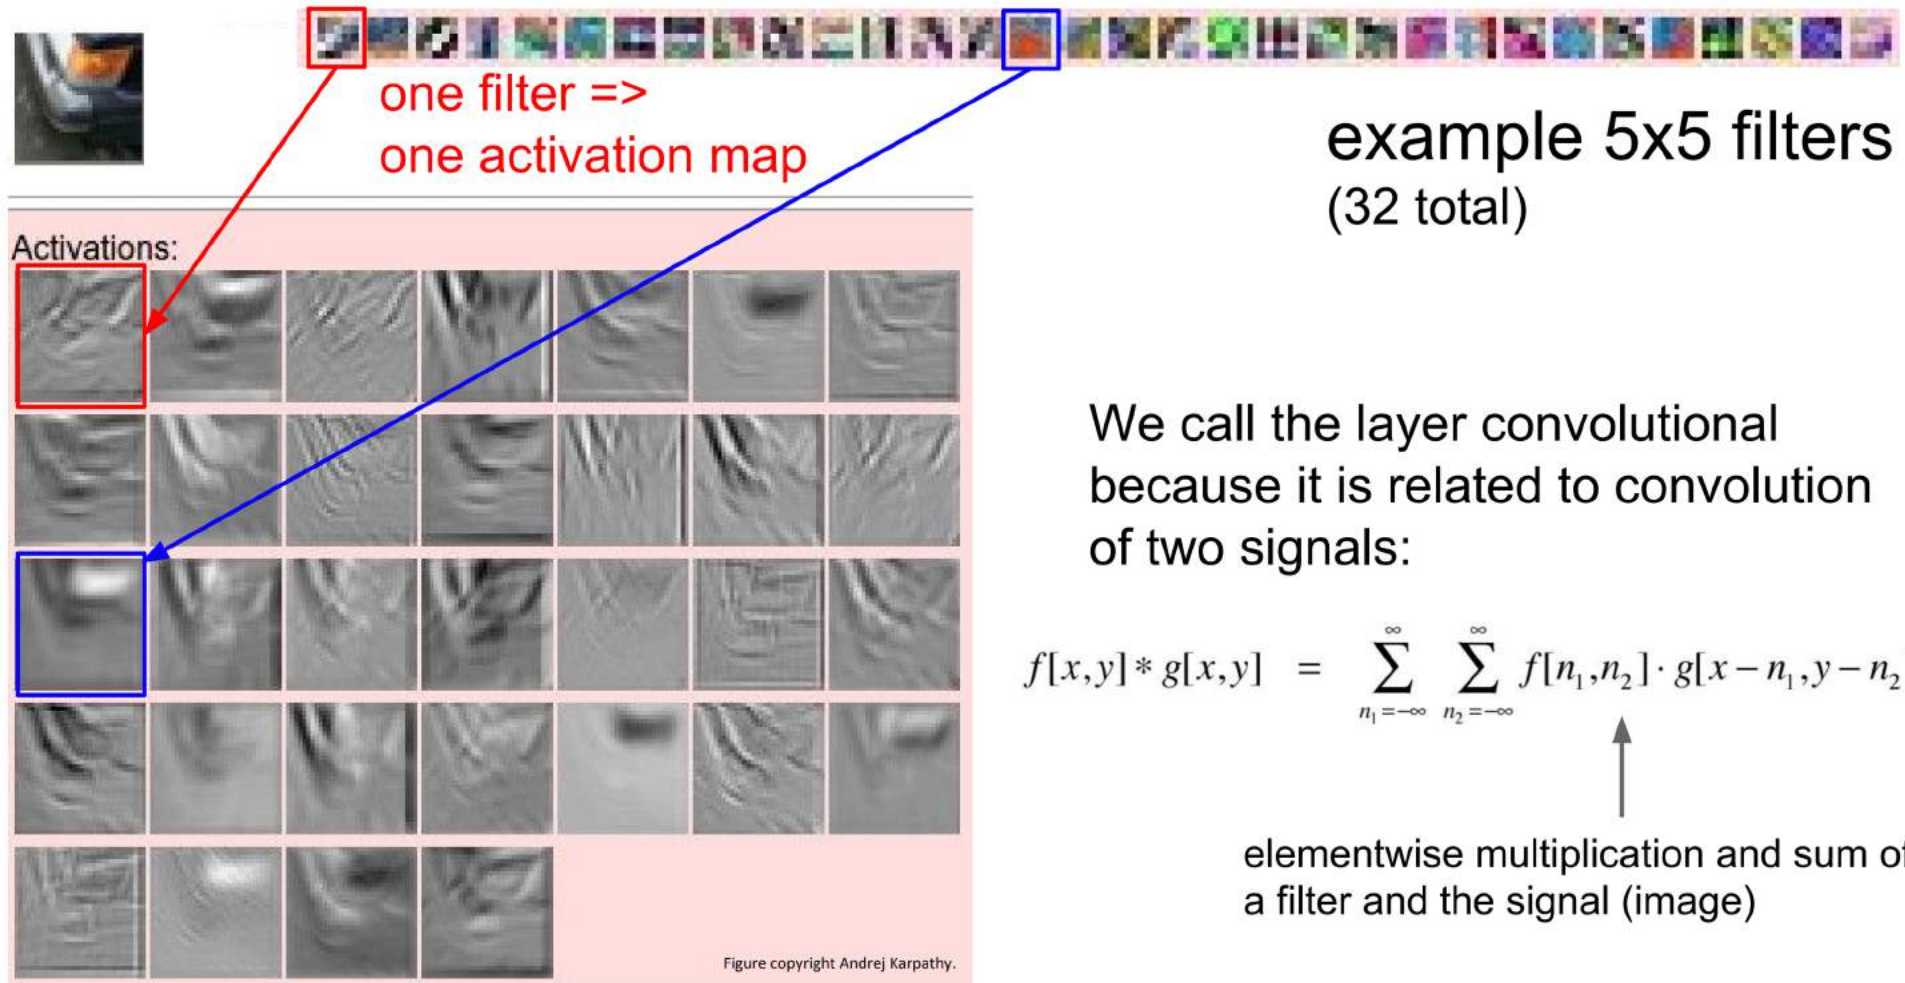 one filter =>
one activation map
example 5x5 filters
(32 total)
Activations:
We call the layer convolutional
because it is related to convolution
of two signals:
f[x,y] * g[x,y] = ∑_{n₁=-∞}^{∞} ∑_{n₂=-∞}^{∞} f[n₁,n₂] · g[x − n₁, y − n₂
elementwise multiplication and sum of
a filter and the signal (image)
Figure copyright Andrej Karpathy.